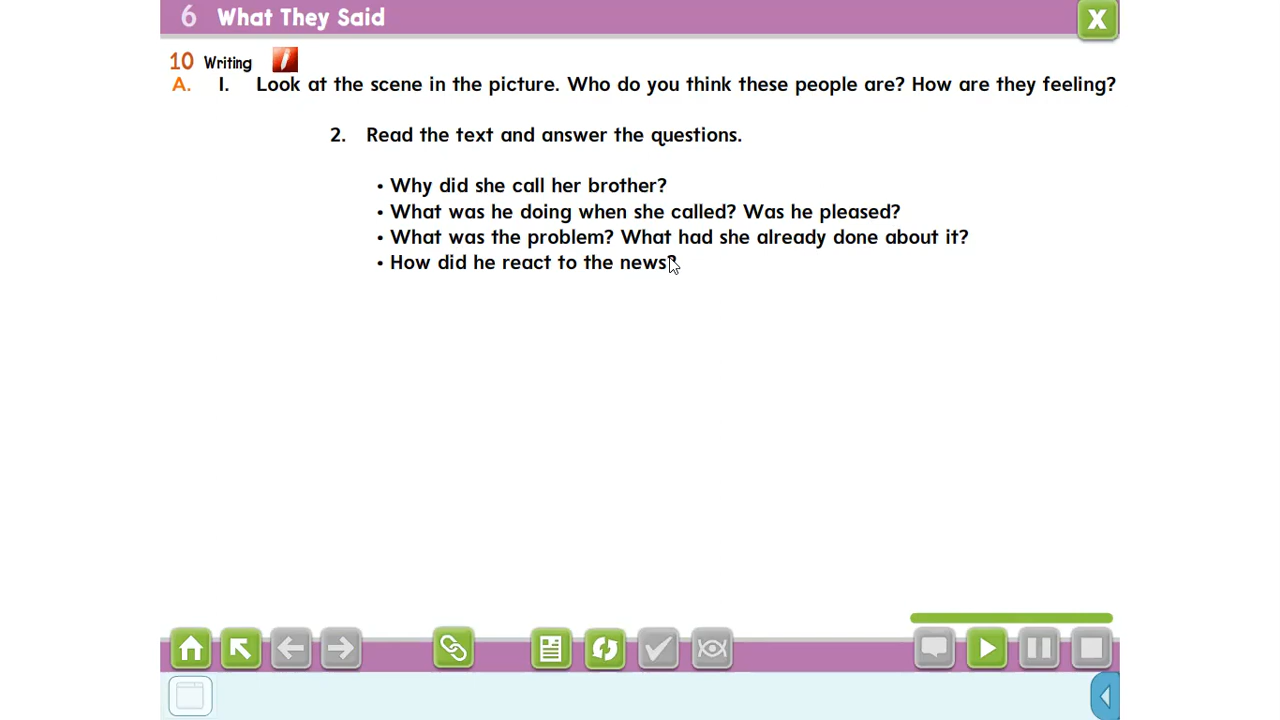 6 What They Said
X
10 Writing
A. 1. Look at the scene in the picture. Who do you think these people are? How are they feeling?
2. Read the text and answer the questions.
• Why did she call her brother?
• What was he doing when she called? Was he pleased?
• What was the problem? What had she already done about it?
• How did he react to the news?